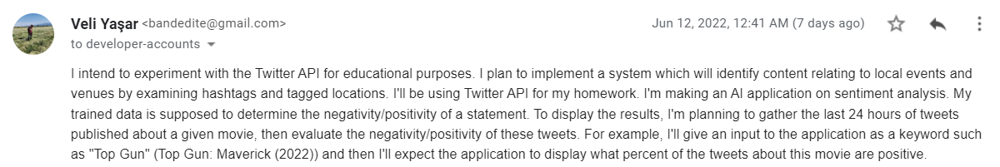 Veli Yaşar <bandedite@gmail.com> Jun 12, 2022, 12:41 AM (7 days ago)
to developer-accounts
I intend to experiment with the Twitter API for educational purposes. I plan to implement a system which will identify content relating to local events and
venues by examining hashtags and tagged locations. I'll be using Twitter API for my homework. I'm making an AI application on sentiment analysis. My
trained data is supposed to determine the negativity/positivity of a statement. To display the results, I'm planning to gather the last 24 hours of tweets
published about a given movie, then evaluate the negativity/positivity of these tweets. For example, I'll give an input to the application as a keyword such
as "Top Gun" (Top Gun: Maverick (2022)) and then I'll expect the application to display what percent of the tweets about this movie are positive.